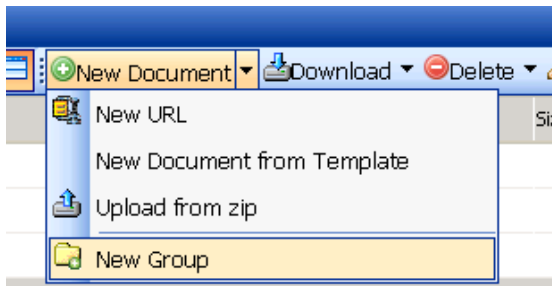 New Document Download Delete
New URL
New Document from Template
Upload from zip
New Group